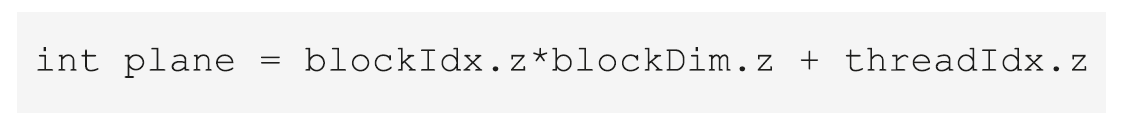 int plane = blockIdx.z*blockDim.z + threadIdx.z